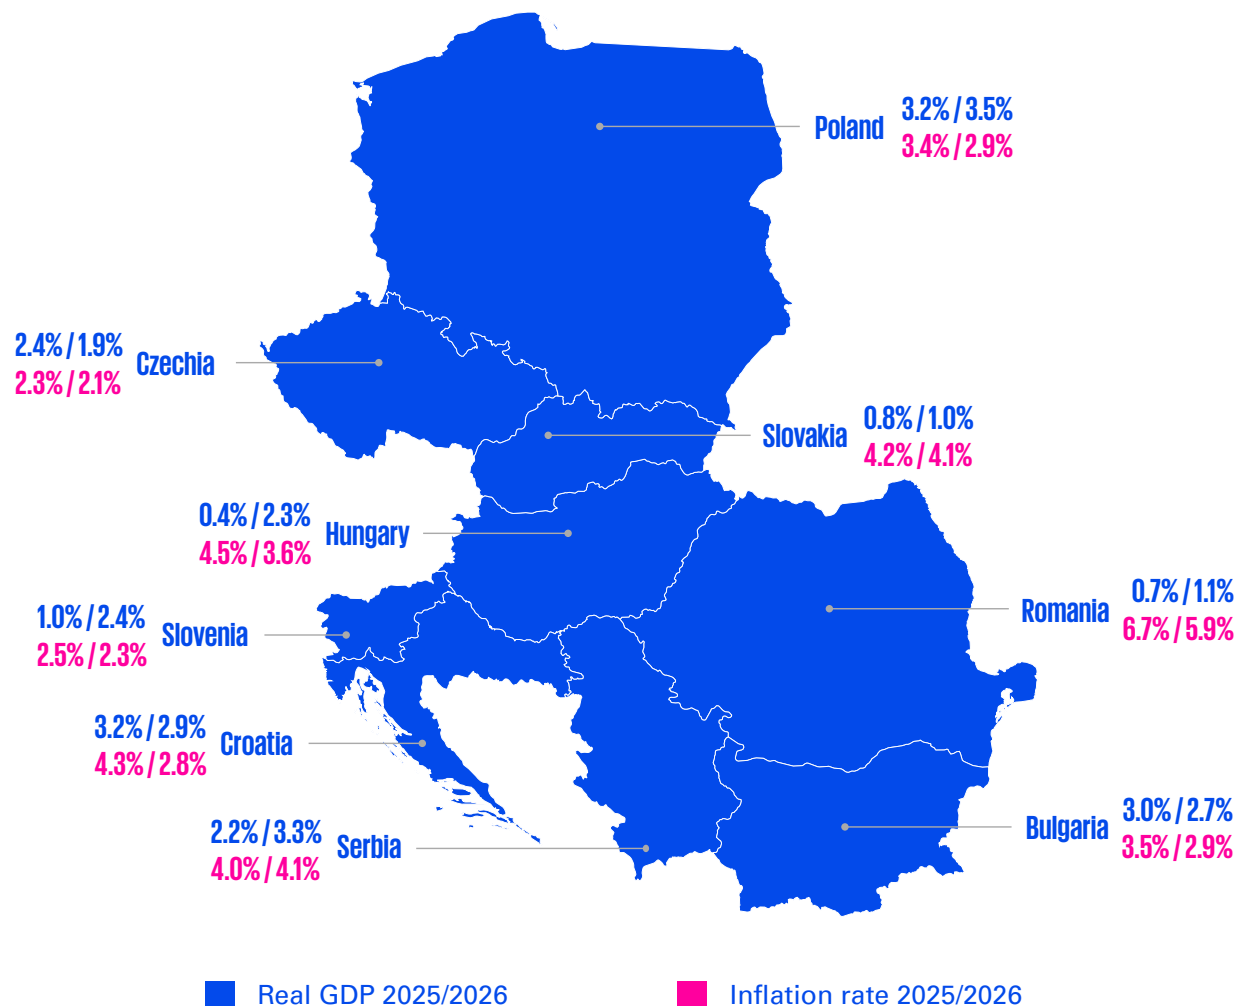 Poland
3.2% / 3.5%
3.4% / 2.9%
2.4% / 1.9%
2.3% / 2.1%
Czechia
Slovakia
0.8% / 1.0%
4.2% / 4.1%
0.4% / 2.3%
4.5% / 3.6%
Hungary
Romania
0.7% / 1.1%
6.7% / 5.9%
1.0% / 2.4%
2.5% / 2.3%
Slovenia
3.2% / 2.9%
4.3% / 2.8%
Croatia
2.2% / 3.3%
4.0% / 4.1%
Serbia
Bulgaria
3.0% / 2.7%
3.5% / 2.9%
Real GDP 2025/2026
Inflation rate 2025/2026